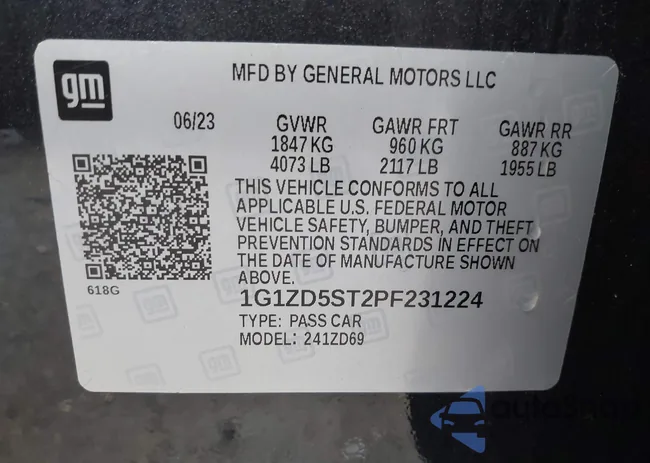 gm
MFD BY GENERAL MOTORS LLC
06/23 GVWR GAWR FRT GAWR RR
1847 KG 960 KG 887 KG
4073 LB 2117 LB 1955 LB
THIS VEHICLE CONFORMS TO ALL
APPLICABLE U.S. FEDERAL MOTOR
VEHICLE SAFETY, BUMPER, AND THEFT
PREVENTION STANDARDS IN EFFECT ON
THE DATE OF MANUFACTURE SHOWN
ABOVE.
618G
1G1ZD5ST2PF231224
TYPE: PASS CAR
MODEL: 241ZD69